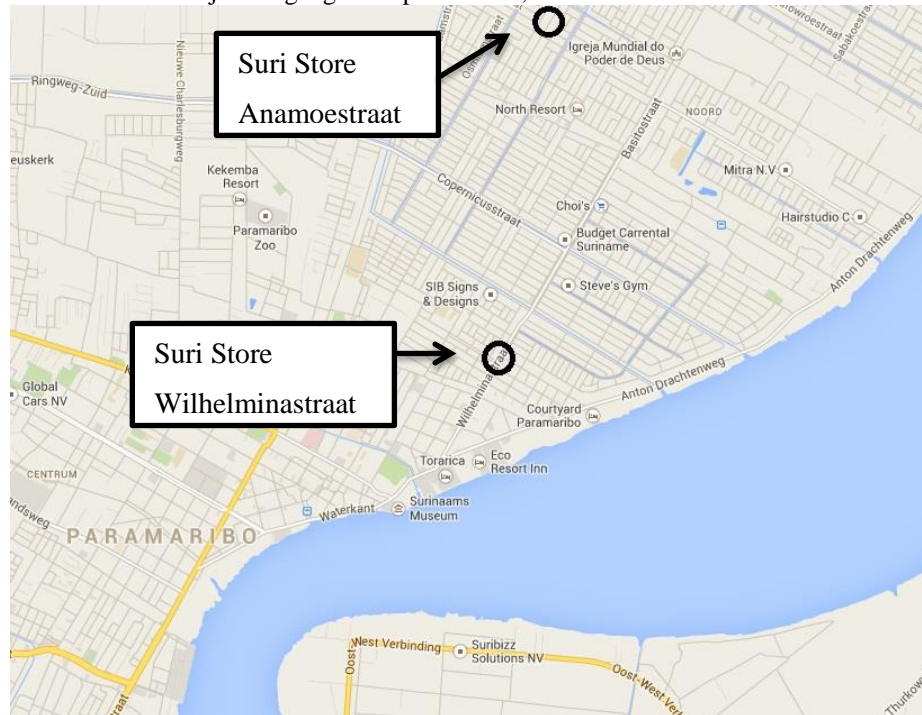 Suri Store
Anamoestraat
Igreja Mundial do
Poder de Deus
Sabakoestraat
Ringweg-Zuid
Nieuwe Charlesburgweg
North Resort
NOORD
Basitostraat
Mitra N.V
Kekemba
Resort
Copernicusstraat
Choi's
Hairstudio C
Paramaribo
Zoo
Budget Carrental
Suriname
Anton Drachtenweg
SIB Signs
& Designs
Steve's Gym
Suri Store
Wilhelminastraat
Wilhelminastraat
Anton Drachtenweg
Global
Cars NV
Courtyard
Paramaribo
CENTRUM
Torarica
Eco
Resort Inn
Waterkant
Surinaams
Museum
PARAMARIBO
Oost-
West Verbinding
Suribizz
Solutions NV
Oost-West Verb